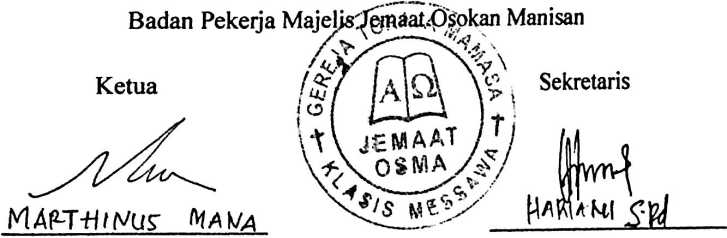 Badan Pekerja Majelis Jemaat Osokan Manisan
Ketua
Sekretaris
GEREJA TORAJA MAMASA
A Ω
JEMAAT
OSMA
KLASIS MESSAWA
MARTHINUS MANA
HARIANI S.Pd